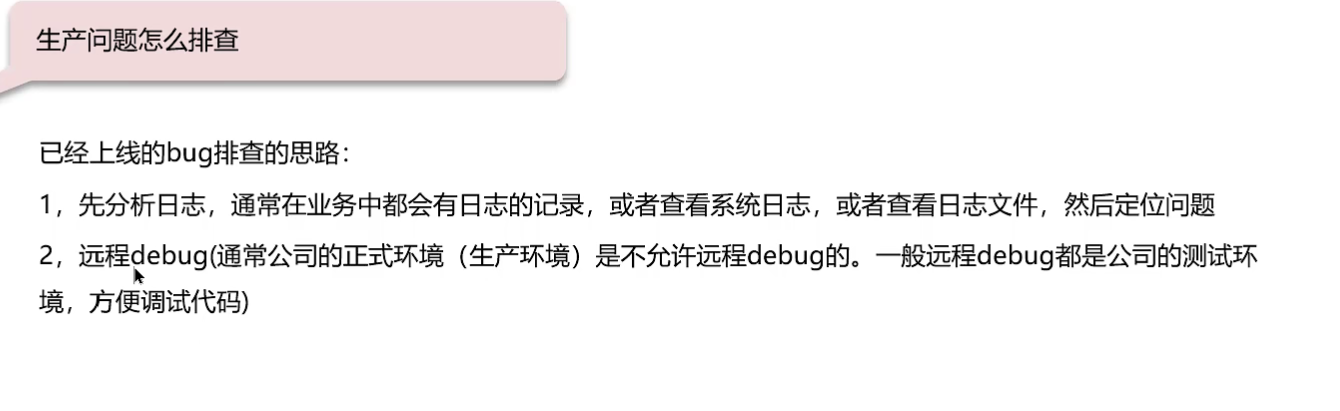 生产问题怎么排查
已经上线的bug排查的思路：
1，先分析日志，通常在业务中都会有日志的记录，或者查看系统日志，或者查看日志文件，然后定位问题
2，远程debug(通常公司的正式环境（生产环境）是不允许远程debug的。一般远程debug都是公司的测试环
境，方便调试代码)